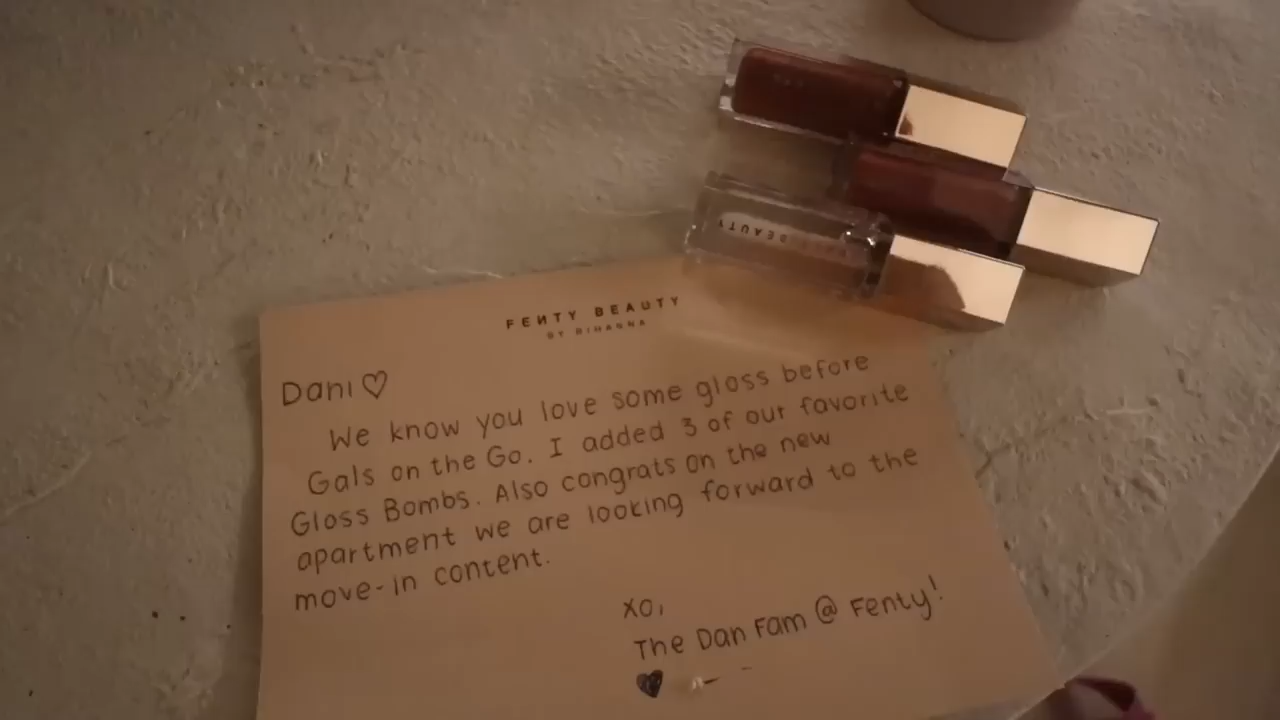 BEAUTY
FENTY BEAUTY
BY RIHANNA
Dani ♡
We know you love some gloss before
Gals on the Go. I added 3 of our favorite
Gloss Bombs. Also congrats on the new
apartment we are looking forward to the
move-in content.
XO,
The Dan Fam @ Fenty!
♥